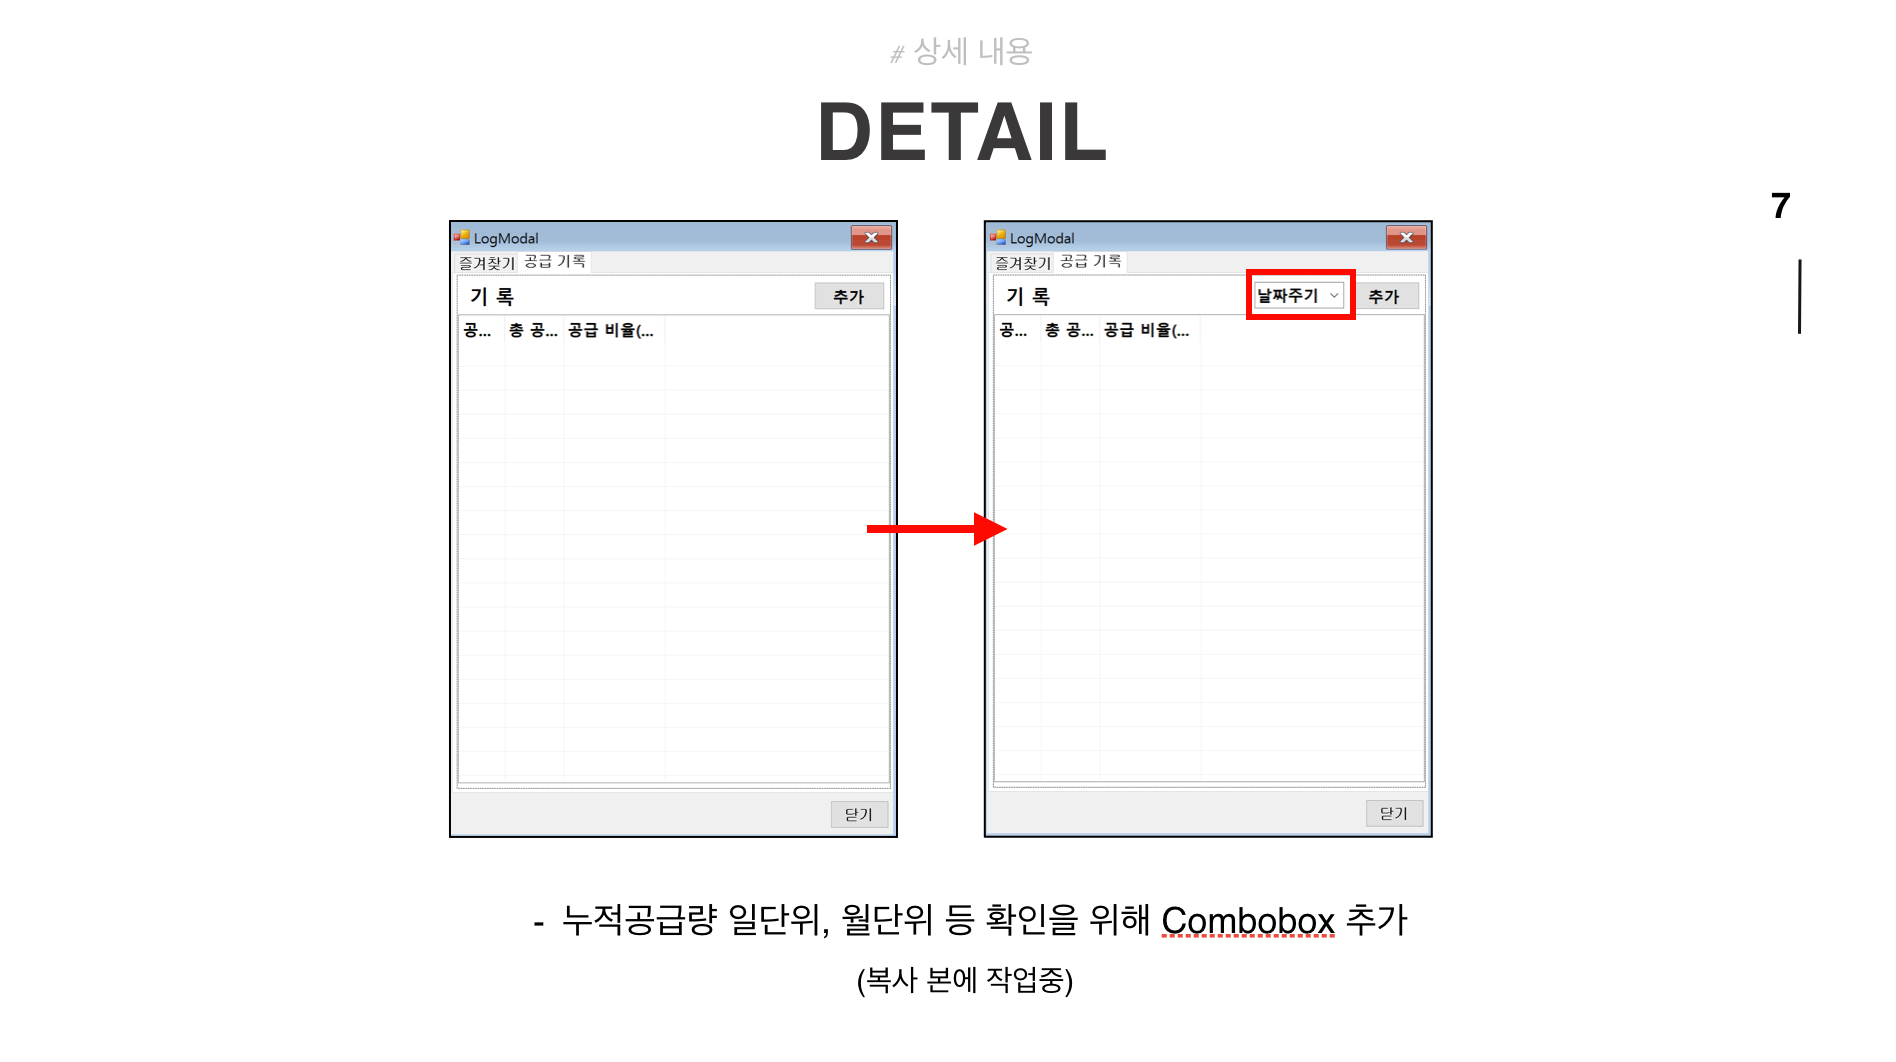 # 상세 내용
DETAIL
7
LogModal
즐겨찾기 공급 기록
기 록 추가
공... 총 공... 공급 비율(...
닫기
LogModal
즐겨찾기 공급 기록
기 록 날짜주기 추가
공... 총 공... 공급 비율(...
닫기
- 누적공급량 일단위, 월단위 등 확인을 위해 Combobox 추가
(복사 본에 작업중)